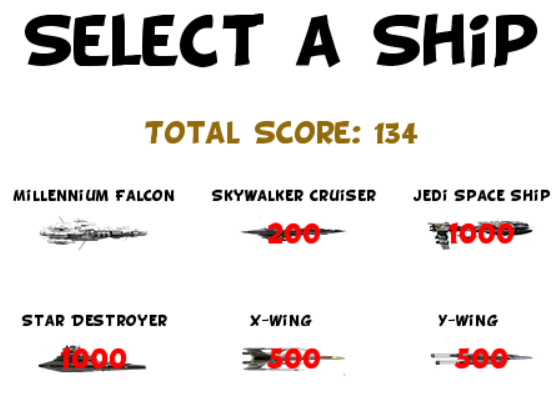 SELECT A SHIP
TOTAL SCORE: 134
MILLENNIUM FALCON SKYWALKER CRUISER JEDI SPACE SHIP
200 1000
STAR DESTROYER X-WING Y-WING
1000 500 500